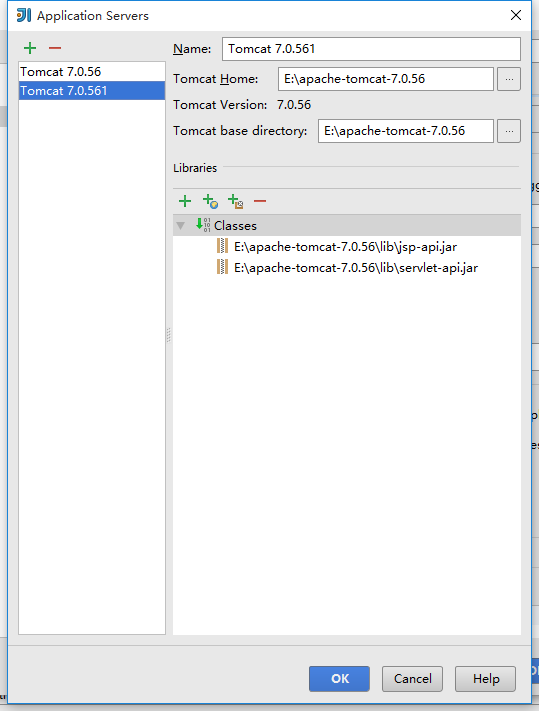 Application Servers
Name: Tomcat 7.0.561
Tomcat 7.0.56
Tomcat 7.0.561
Tomcat Home: E:\apache-tomcat-7.0.56
Tomcat Version: 7.0.56
Tomcat base directory: E:\apache-tomcat-7.0.56
Libraries
Classes
E:\apache-tomcat-7.0.56\lib\jsp-api.jar
E:\apache-tomcat-7.0.56\lib\servlet-api.jar
OK Cancel Help